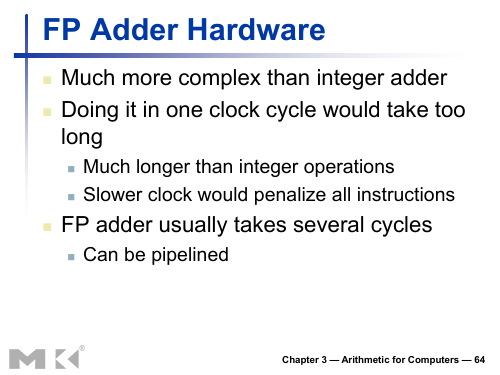 FP Adder Hardware
Much more complex than integer adder
Doing it in one clock cycle would take too
long
Much longer than integer operations
Slower clock would penalize all instructions
FP adder usually takes several cycles
Can be pipelined
MK®
Chapter 3 — Arithmetic for Computers — 64